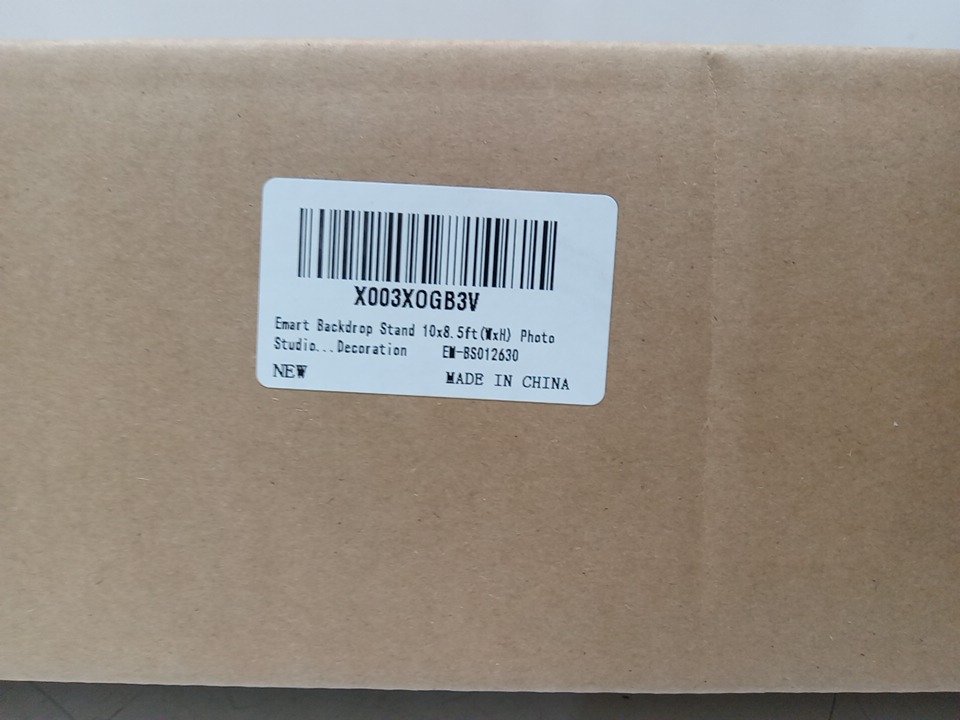 X003XOGB3V
Emart Backdrop Stand 10x8.5ft(WxH) Photo
Studio...Decoration EM-BS012630
NEW MADE IN CHINA